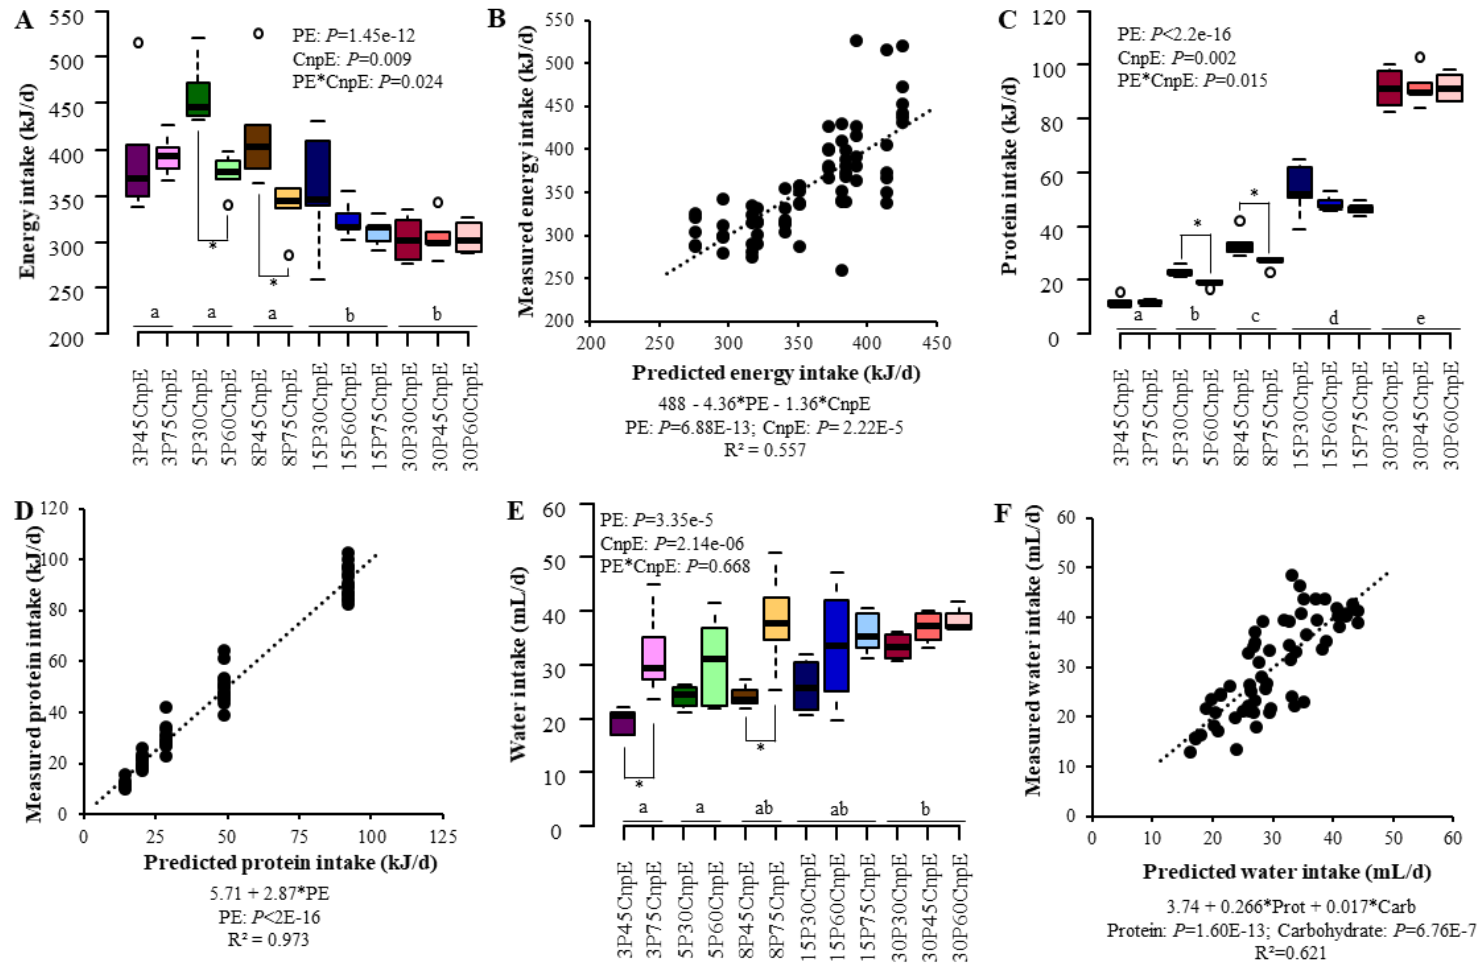 A
550
500
450
400
350
300
250
200
Energy intake (kJ/d)
PE: P=1.45e-12
CnpE: P=0.009
PE*CnpE: P=0.024
*
*
a
a
a
b
b
3P45CnpE
3P75CnpE
5P30CnpE
5P60CnpE
8P45CnpE
8P75CnpE
15P30CnpE
15P60CnpE
15P75CnpE
30P30CnpE
30P45CnpE
30P60CnpE
B
550
500
450
400
350
300
250
200
Measured energy intake (kJ/d)
200
250
300
350
400
450
Predicted energy intake (kJ/d)
488 - 4.36*PE - 1.36*CnpE
PE: P=6.88E-13; CnpE: P= 2.22E-5
R² = 0.557
C
120
100
80
60
40
20
0
Protein intake (kJ/d)
PE: P<2.2e-16
CnpE: P=0.002
PE*CnpE: P=0.015
*
*
a
b
c
d
e
3P45CnpE
3P75CnpE
5P30CnpE
5P60CnpE
8P45CnpE
8P75CnpE
15P30CnpE
15P60CnpE
15P75CnpE
30P30CnpE
30P45CnpE
30P60CnpE
D
120
100
80
60
40
20
0
Measured protein intake (kJ/d)
0
25
50
75
100
125
Predicted protein intake (kJ/d)
5.71 + 2.87*PE
PE: P<2E-16
R² = 0.973
E
60
50
40
30
20
10
0
Water intake (mL/d)
PE: P=3.35e-5
CnpE: P=2.14e-06
PE*CnpE: P=0.668
*
*
a
a
ab
ab
b
3P45CnpE
3P75CnpE
5P30CnpE
5P60CnpE
8P45CnpE
8P75CnpE
15P30CnpE
15P60CnpE
15P75CnpE
30P30CnpE
30P45CnpE
30P60CnpE
F
60
50
40
30
20
10
0
Measured water intake (mL/d)
0
10
20
30
40
50
60
Predicted water intake (mL/d)
3.74 + 0.266*Prot + 0.017*Carb
Protein: P=1.60E-13; Carbohydrate: P=6.76E-7
R²=0.621